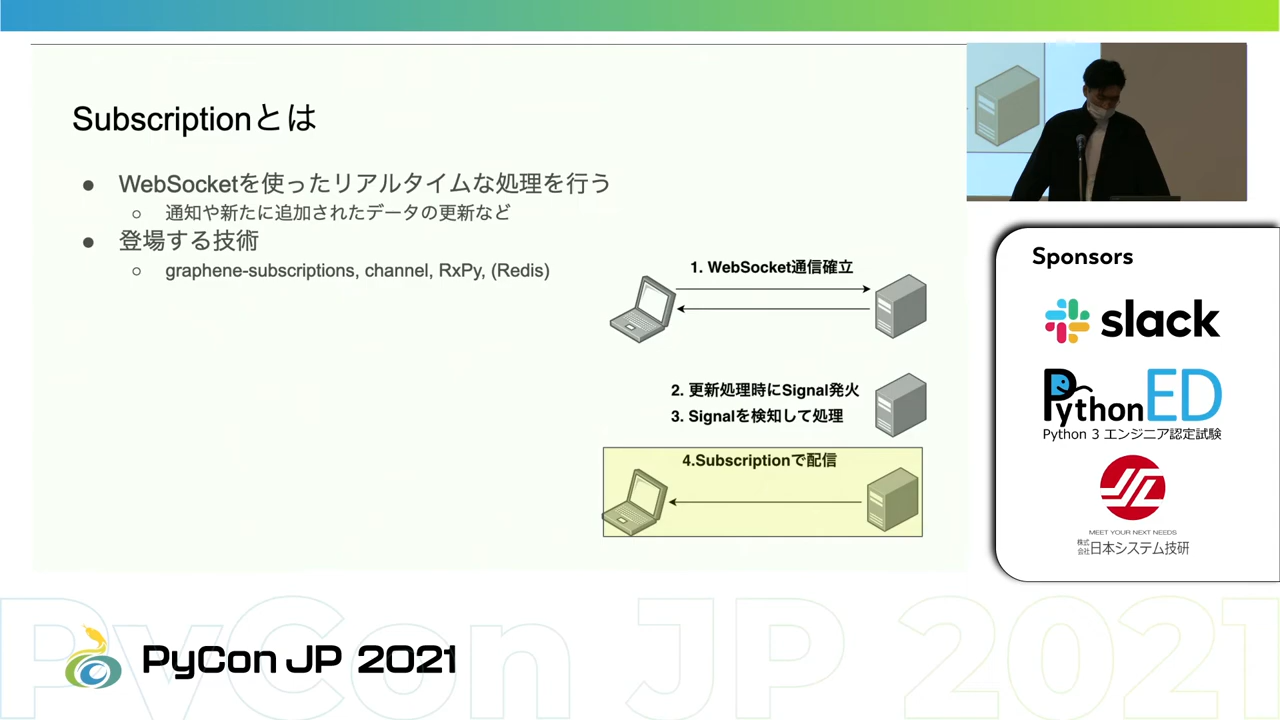 Subscriptionとは
● WebSocketを使ったリアルタイムな処理を行う
○ 通知や新たに追加されたデータの更新など
● 登場する技術
○ graphene-subscriptions, channel, RxPy, (Redis)
1. WebSocket通信確立
2. 更新処理時にSignal発火
3. Signalを検知して処理
4.Subscriptionで配信
Sponsors
slack
PythonED
Python 3 エンジニア認定試験
MEET YOUR NEXT NEEDS
株式会社日本システム技研
PyCon JP 2021
PyCon JP 2021